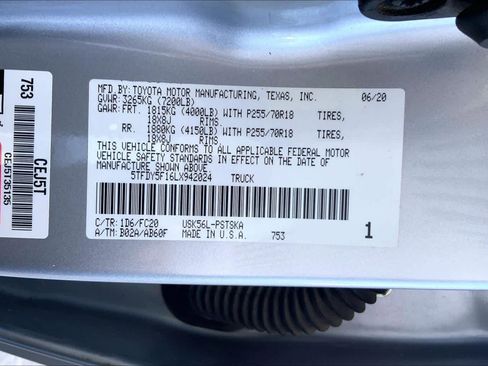 MFD.BY: TOYOTA MOTOR MANUFACTURING, TEXAS, INC. 06/20
GVWR: 3265KG (7200LB)
GAWR: FRT. 1815KG (4000LB) WITH P255/70R18 TIRES,
18X8J RIMS.
RR. 1880KG (4150LB) WITH P255/70R18 TIRES,
18X8J RIMS.
THIS VEHICLE CONFORMS TO ALL APPLICABLE FEDERAL MOTOR
VEHICLE SAFETY STANDARDS IN EFFECT ON THE DATE OF
MANUFACTURE SHOWN ABOVE.
5TFDY5F16LX942024 TRUCK
C/TR: 1D6/FC20 USK56L-PSTSKA
A/TM: B02A/AB60F MADE IN U.S.A. 753 1
753
CEJ5T